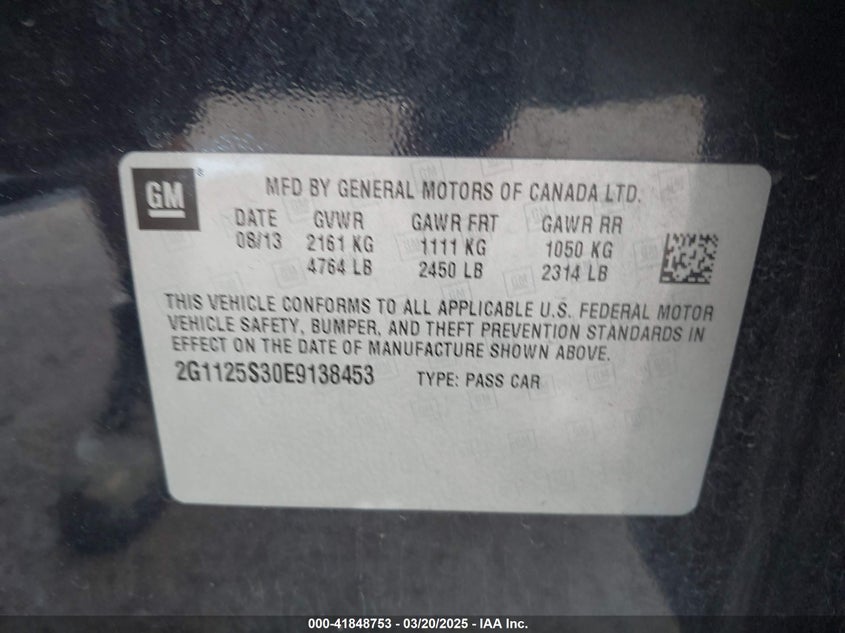 GM
MFD BY GENERAL MOTORS OF CANADA LTD.
DATE GVWR GAWR FRT GAWR RR
08/13 2161 KG 1111 KG 1050 KG
4764 LB 2450 LB 2314 LB
THIS VEHICLE CONFORMS TO ALL APPLICABLE U.S. FEDERAL MOTOR
VEHICLE SAFETY, BUMPER, AND THEFT PREVENTION STANDARDS IN
EFFECT ON THE DATE OF MANUFACTURE SHOWN ABOVE.
2G1125S30E9138453 TYPE: PASS CAR
000-41848753 - 03/20/2025 - IAA Inc.